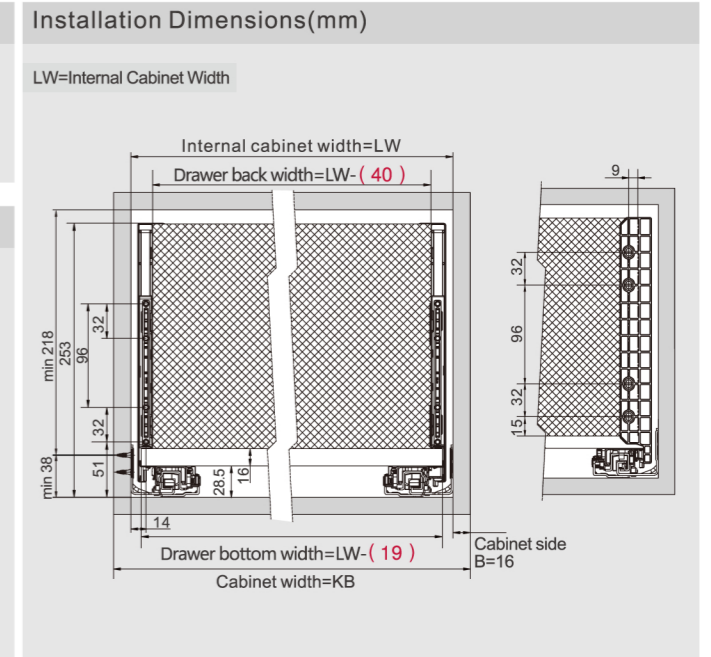 Installation Dimensions(mm)
LW=Internal Cabinet Width
Internal cabinet width=LW
Drawer back width=LW-( 40 )
9
32
96
32
15
min 218
253
96
32
32
51
min 38
28.5
16
14
Drawer bottom width=LW-( 19 )
Cabinet side
B=16
Cabinet width=KB